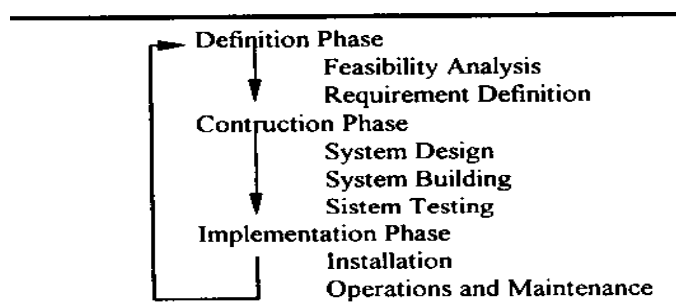 Definition Phase
Feasibility Analysis
Requirement Definition
Contruction Phase
System Design
System Building
Sistem Testing
Implementation Phase
Installation
Operations and Maintenance